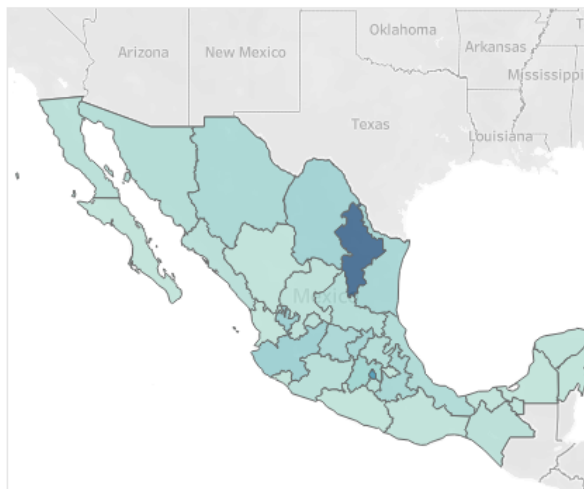 Oklahoma
Arizona
New Mexico
Arkansas
Mississippi
Texas
Louisiana
Mexico